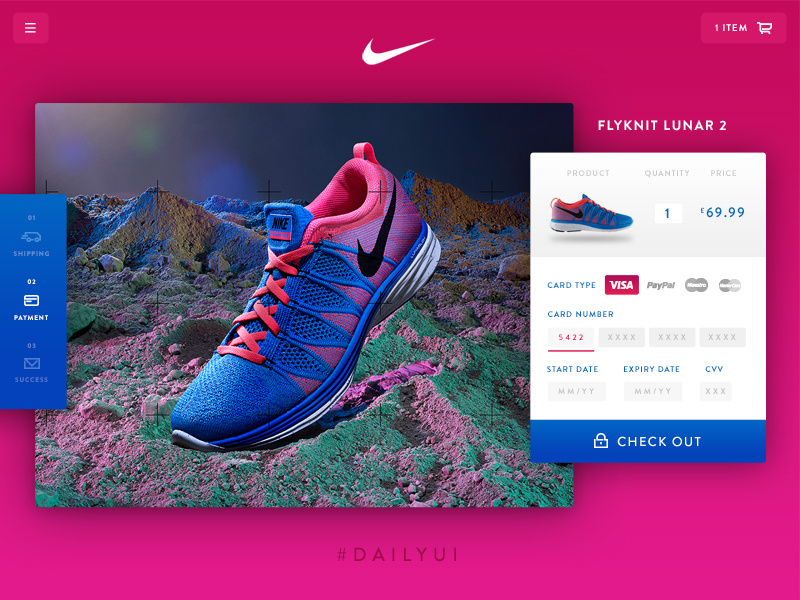 1 ITEM
FLYKNIT LUNAR 2
PRODUCT QUANTITY PRICE
1 £69.99
01
SHIPPING
02
PAYMENT
03
SUCCESS
NIKE
CARD TYPE VISA PayPal
CARD NUMBER
5422 XXXX XXXX XXXX
START DATE EXPIRY DATE CVV
MM/YY MM/YY XXX
CHECK OUT
#DAILYUI